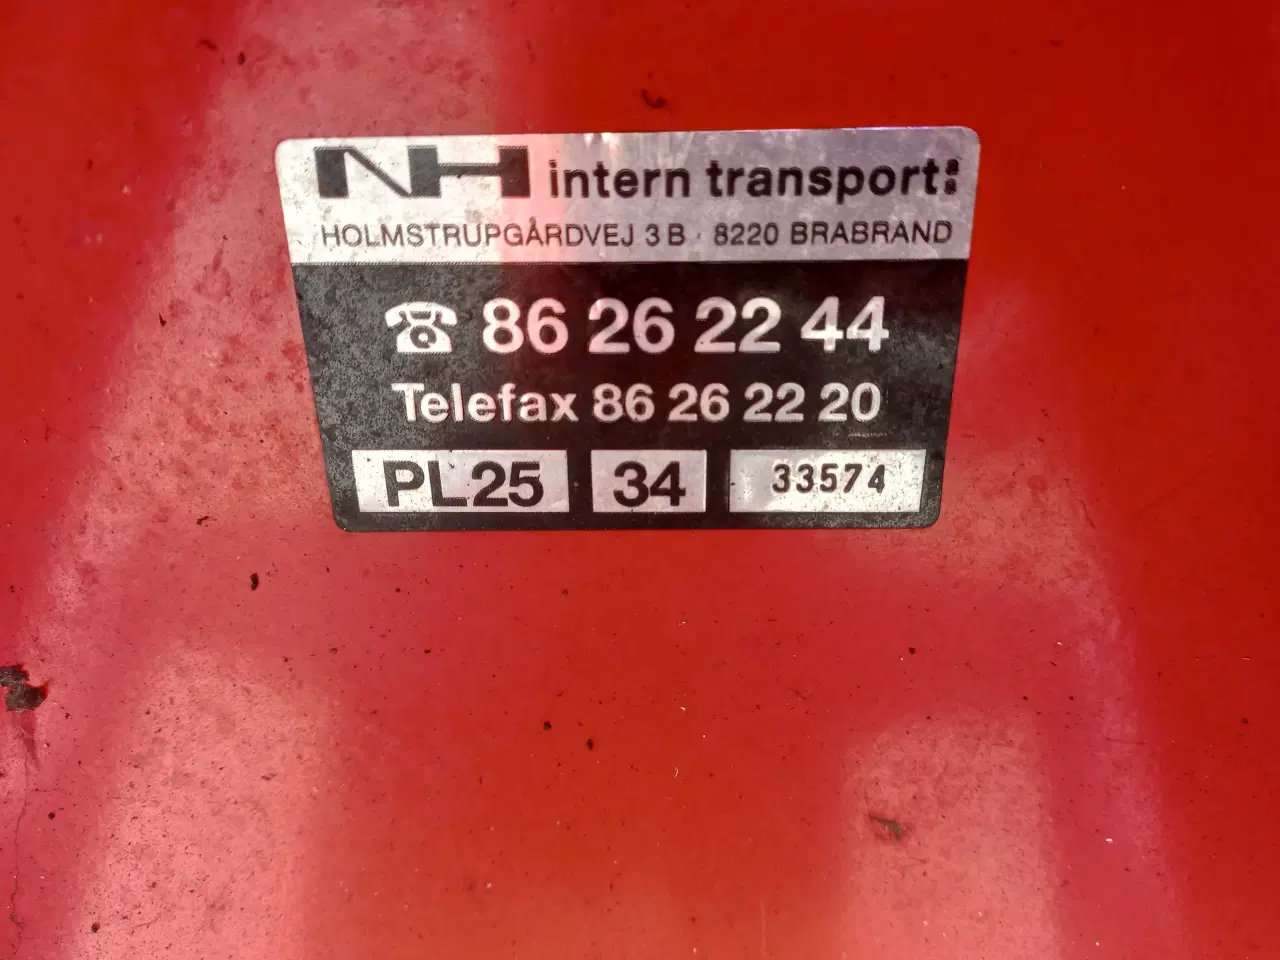 NH intern transport:
HOLMSTRUPGÅRDVEJ 3 B · 8220 BRABRAND
☎ 86 26 22 44
Telefax 86 26 22 20
PL25 34 33574